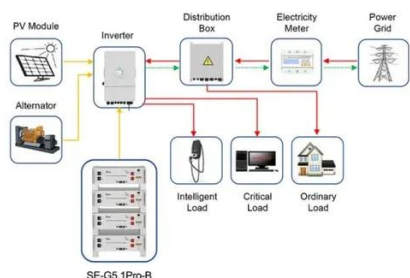 PV Module
Inverter
Distribution
Box
Electricity
Meter
Power
Grid
Alternator
Intelligent
Load
Critical
Load
Ordinary
Load
SE-G5.1Pro-B